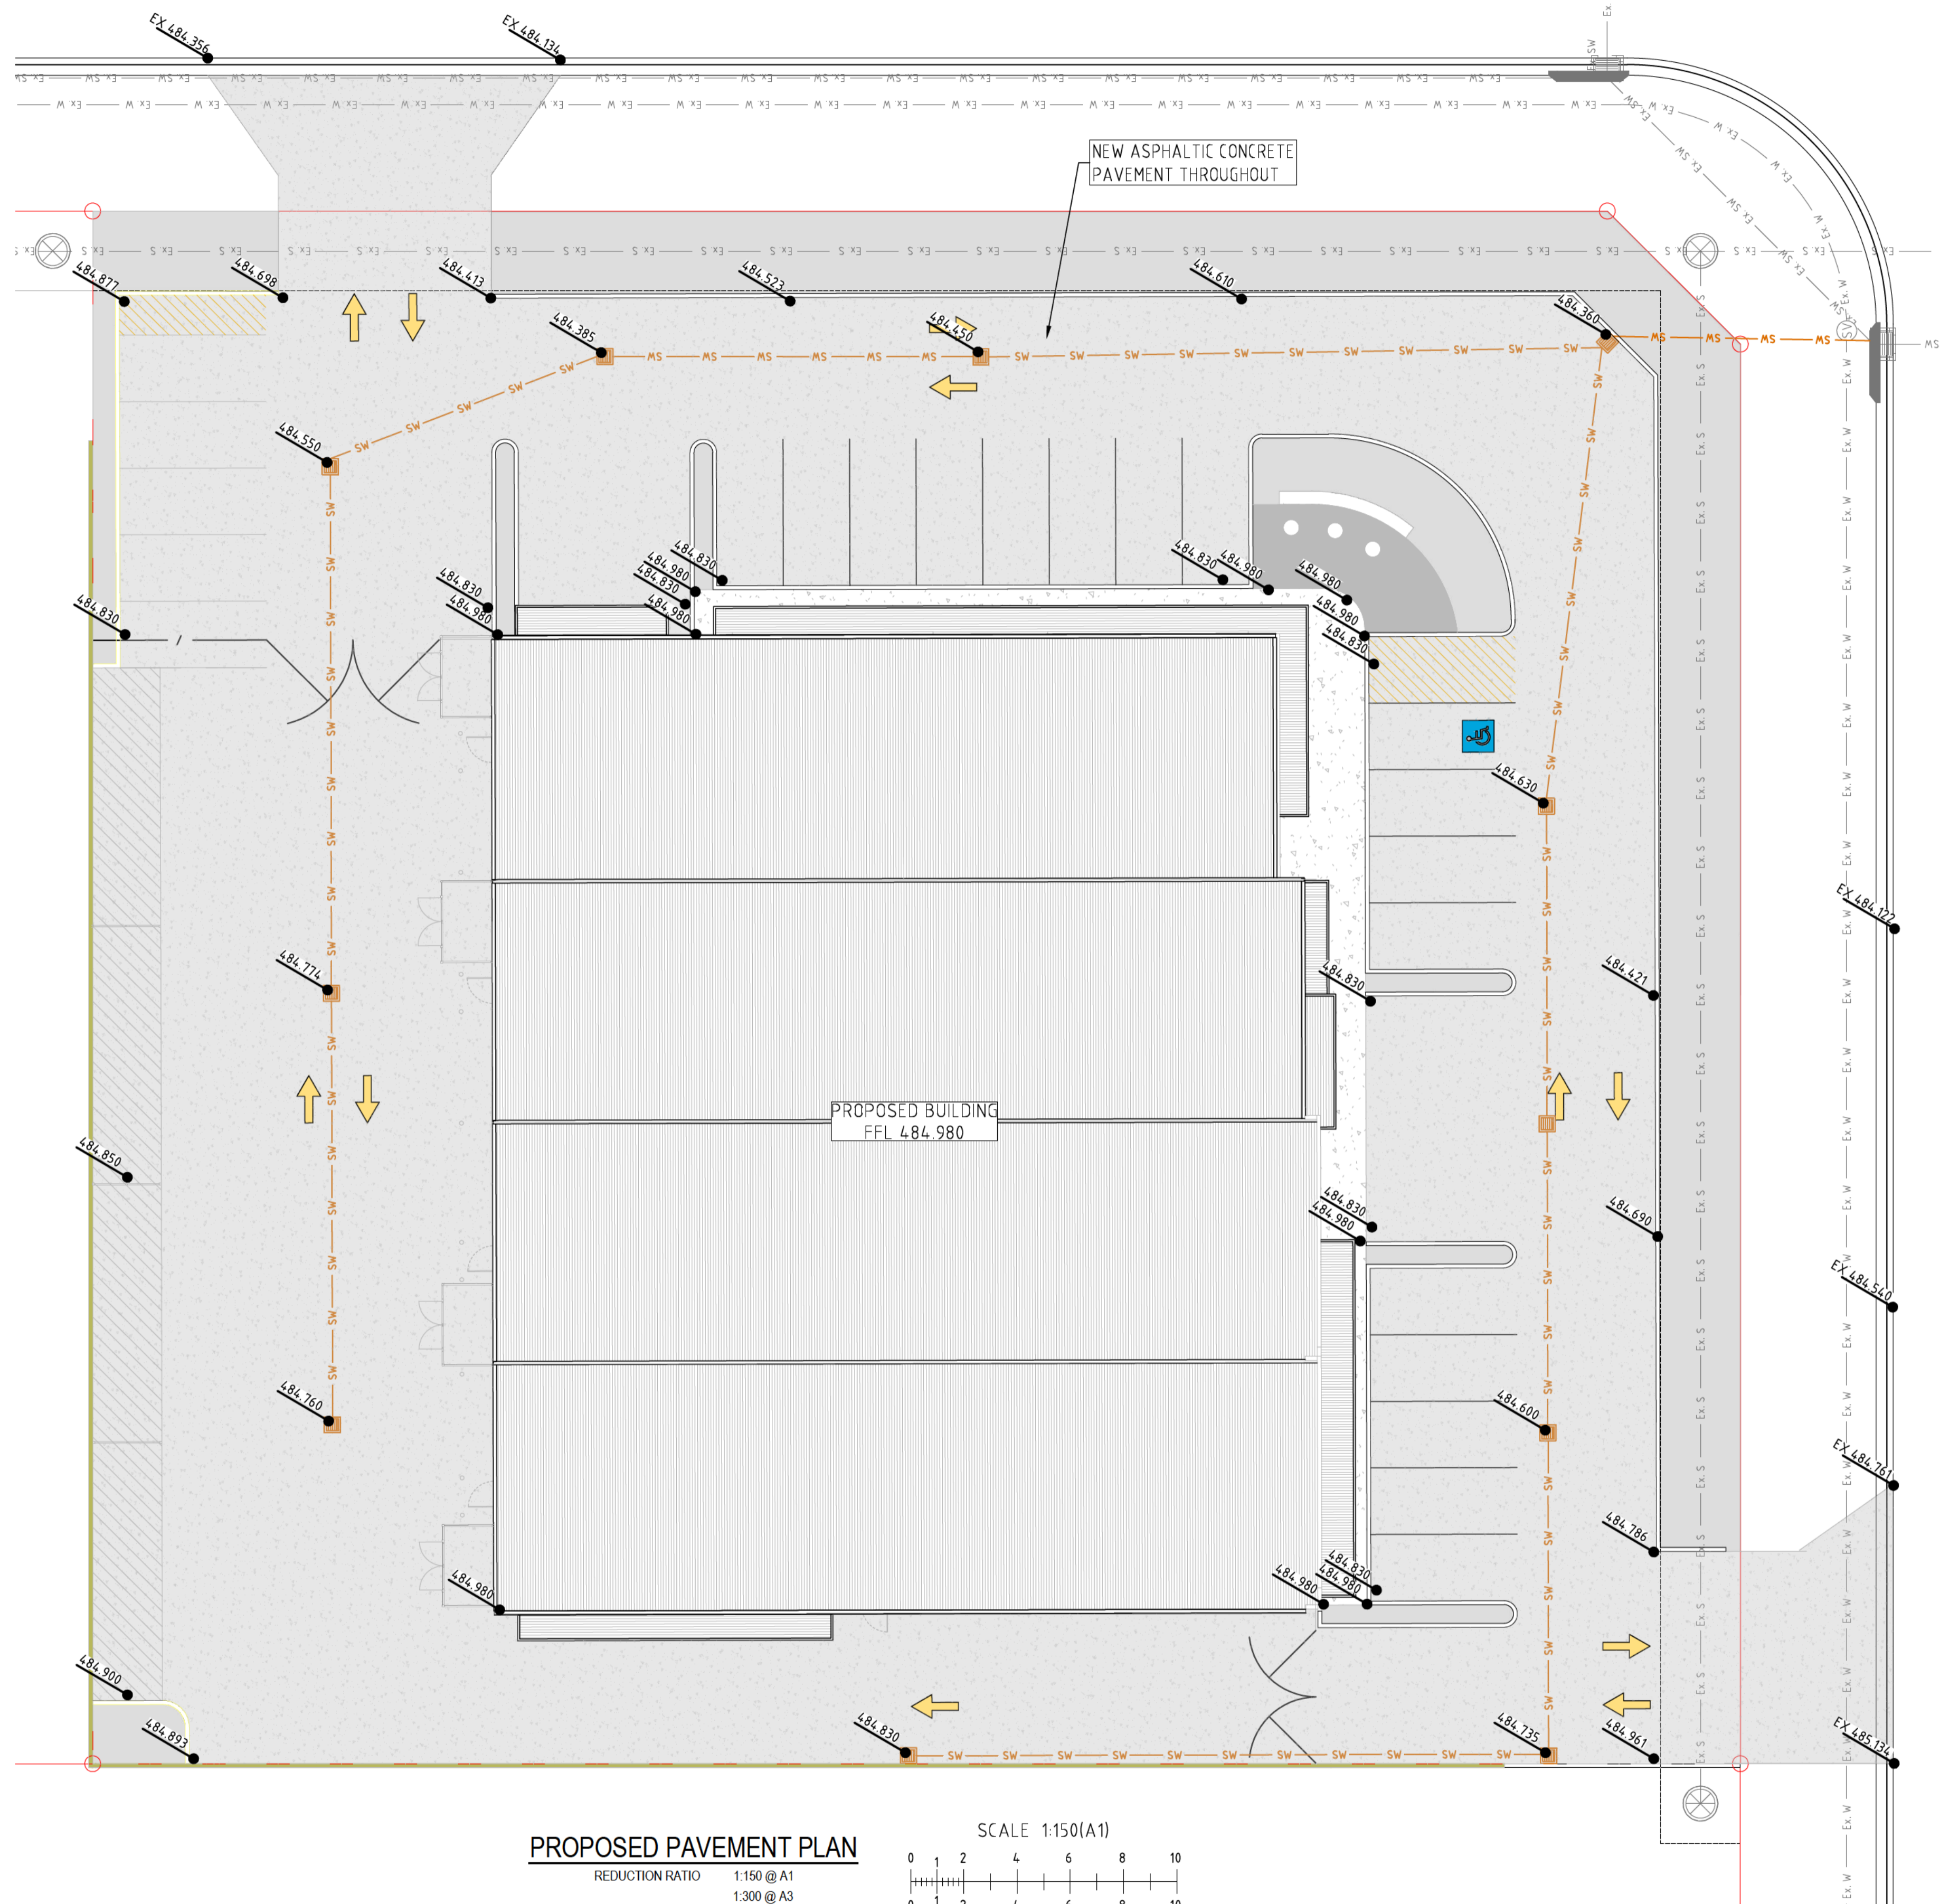 EX 484.356
EX 484.134
NEW ASPHALTIC CONCRETE
PAVEMENT THROUGHOUT
484.877
484.698
484.413
484.523
484.610
484.360
484.385
484.450
484.550
484.830
484.830
484.980
484.980
484.830
484.980
484.830
484.830
484.980
484.980
484.980
484.830
484.630
EX 484.122
484.774
484.830
484.421
PROPOSED BUILDING
FFL 484.980
484.850
484.830
484.980
484.690
EX 484.540
484.760
484.600
EX 484.761
484.980
484.980
484.830
484.980
484.786
484.900
484.893
484.830
484.735
484.961
EX 485.134
PROPOSED PAVEMENT PLAN
REDUCTION RATIO 1:150 @ A1
1:300 @ A3
SCALE 1:150(A1)
0 1 2 4 6 8 10